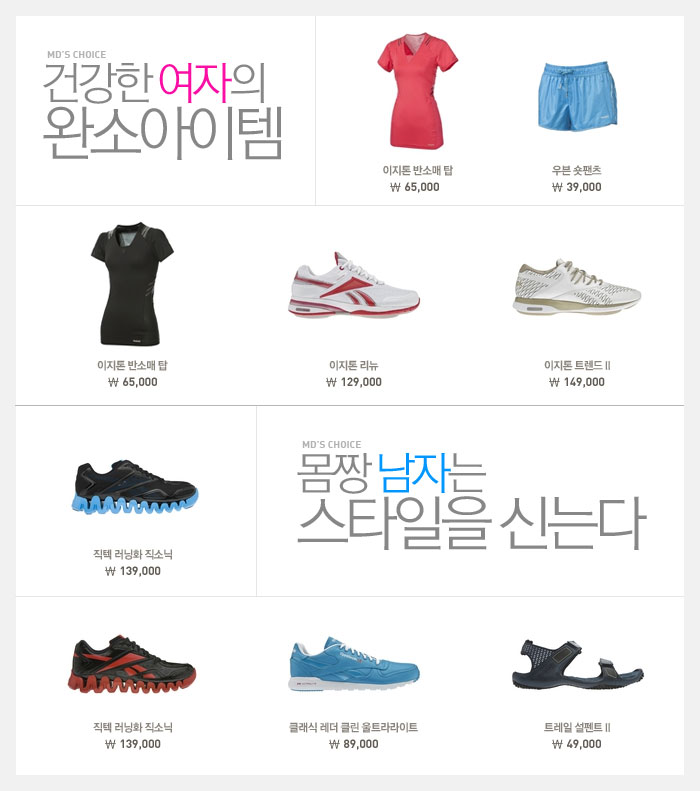 MD'S CHOICE
건강한 여자의
완소아이템
이지톤 반소매 탑
₩ 65,000
우븐 숏팬츠
₩ 39,000
이지톤 반소매 탑
₩ 65,000
이지톤 리뉴
₩ 129,000
이지톤 트렌드 II
₩ 149,000
직텍 러닝화 직소닉
₩ 139,000
MD'S CHOICE
몸짱 남자는
스타일을 신는다
직텍 러닝화 직소닉
₩ 139,000
클래식 레더 클린 울트라라이트
₩ 89,000
트레일 설펜트 II
₩ 49,000